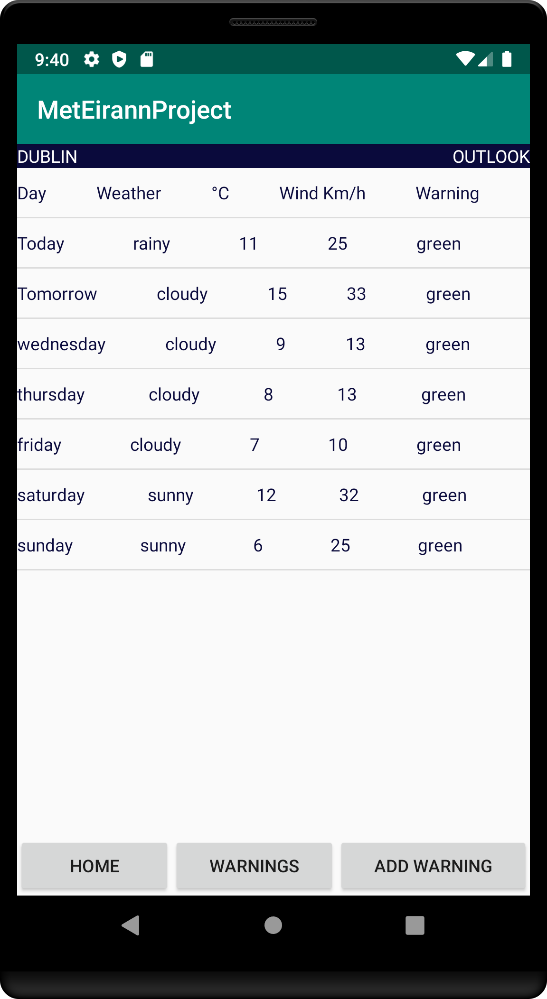 9:40
MetEirannProject
DUBLIN OUTLOOK
Day Weather °C Wind Km/h Warning
Today rainy 11 25 green
Tomorrow cloudy 15 33 green
wednesday cloudy 9 13 green
thursday cloudy 8 13 green
friday cloudy 7 10 green
saturday sunny 12 32 green
sunday sunny 6 25 green
HOME WARNINGS ADD WARNING